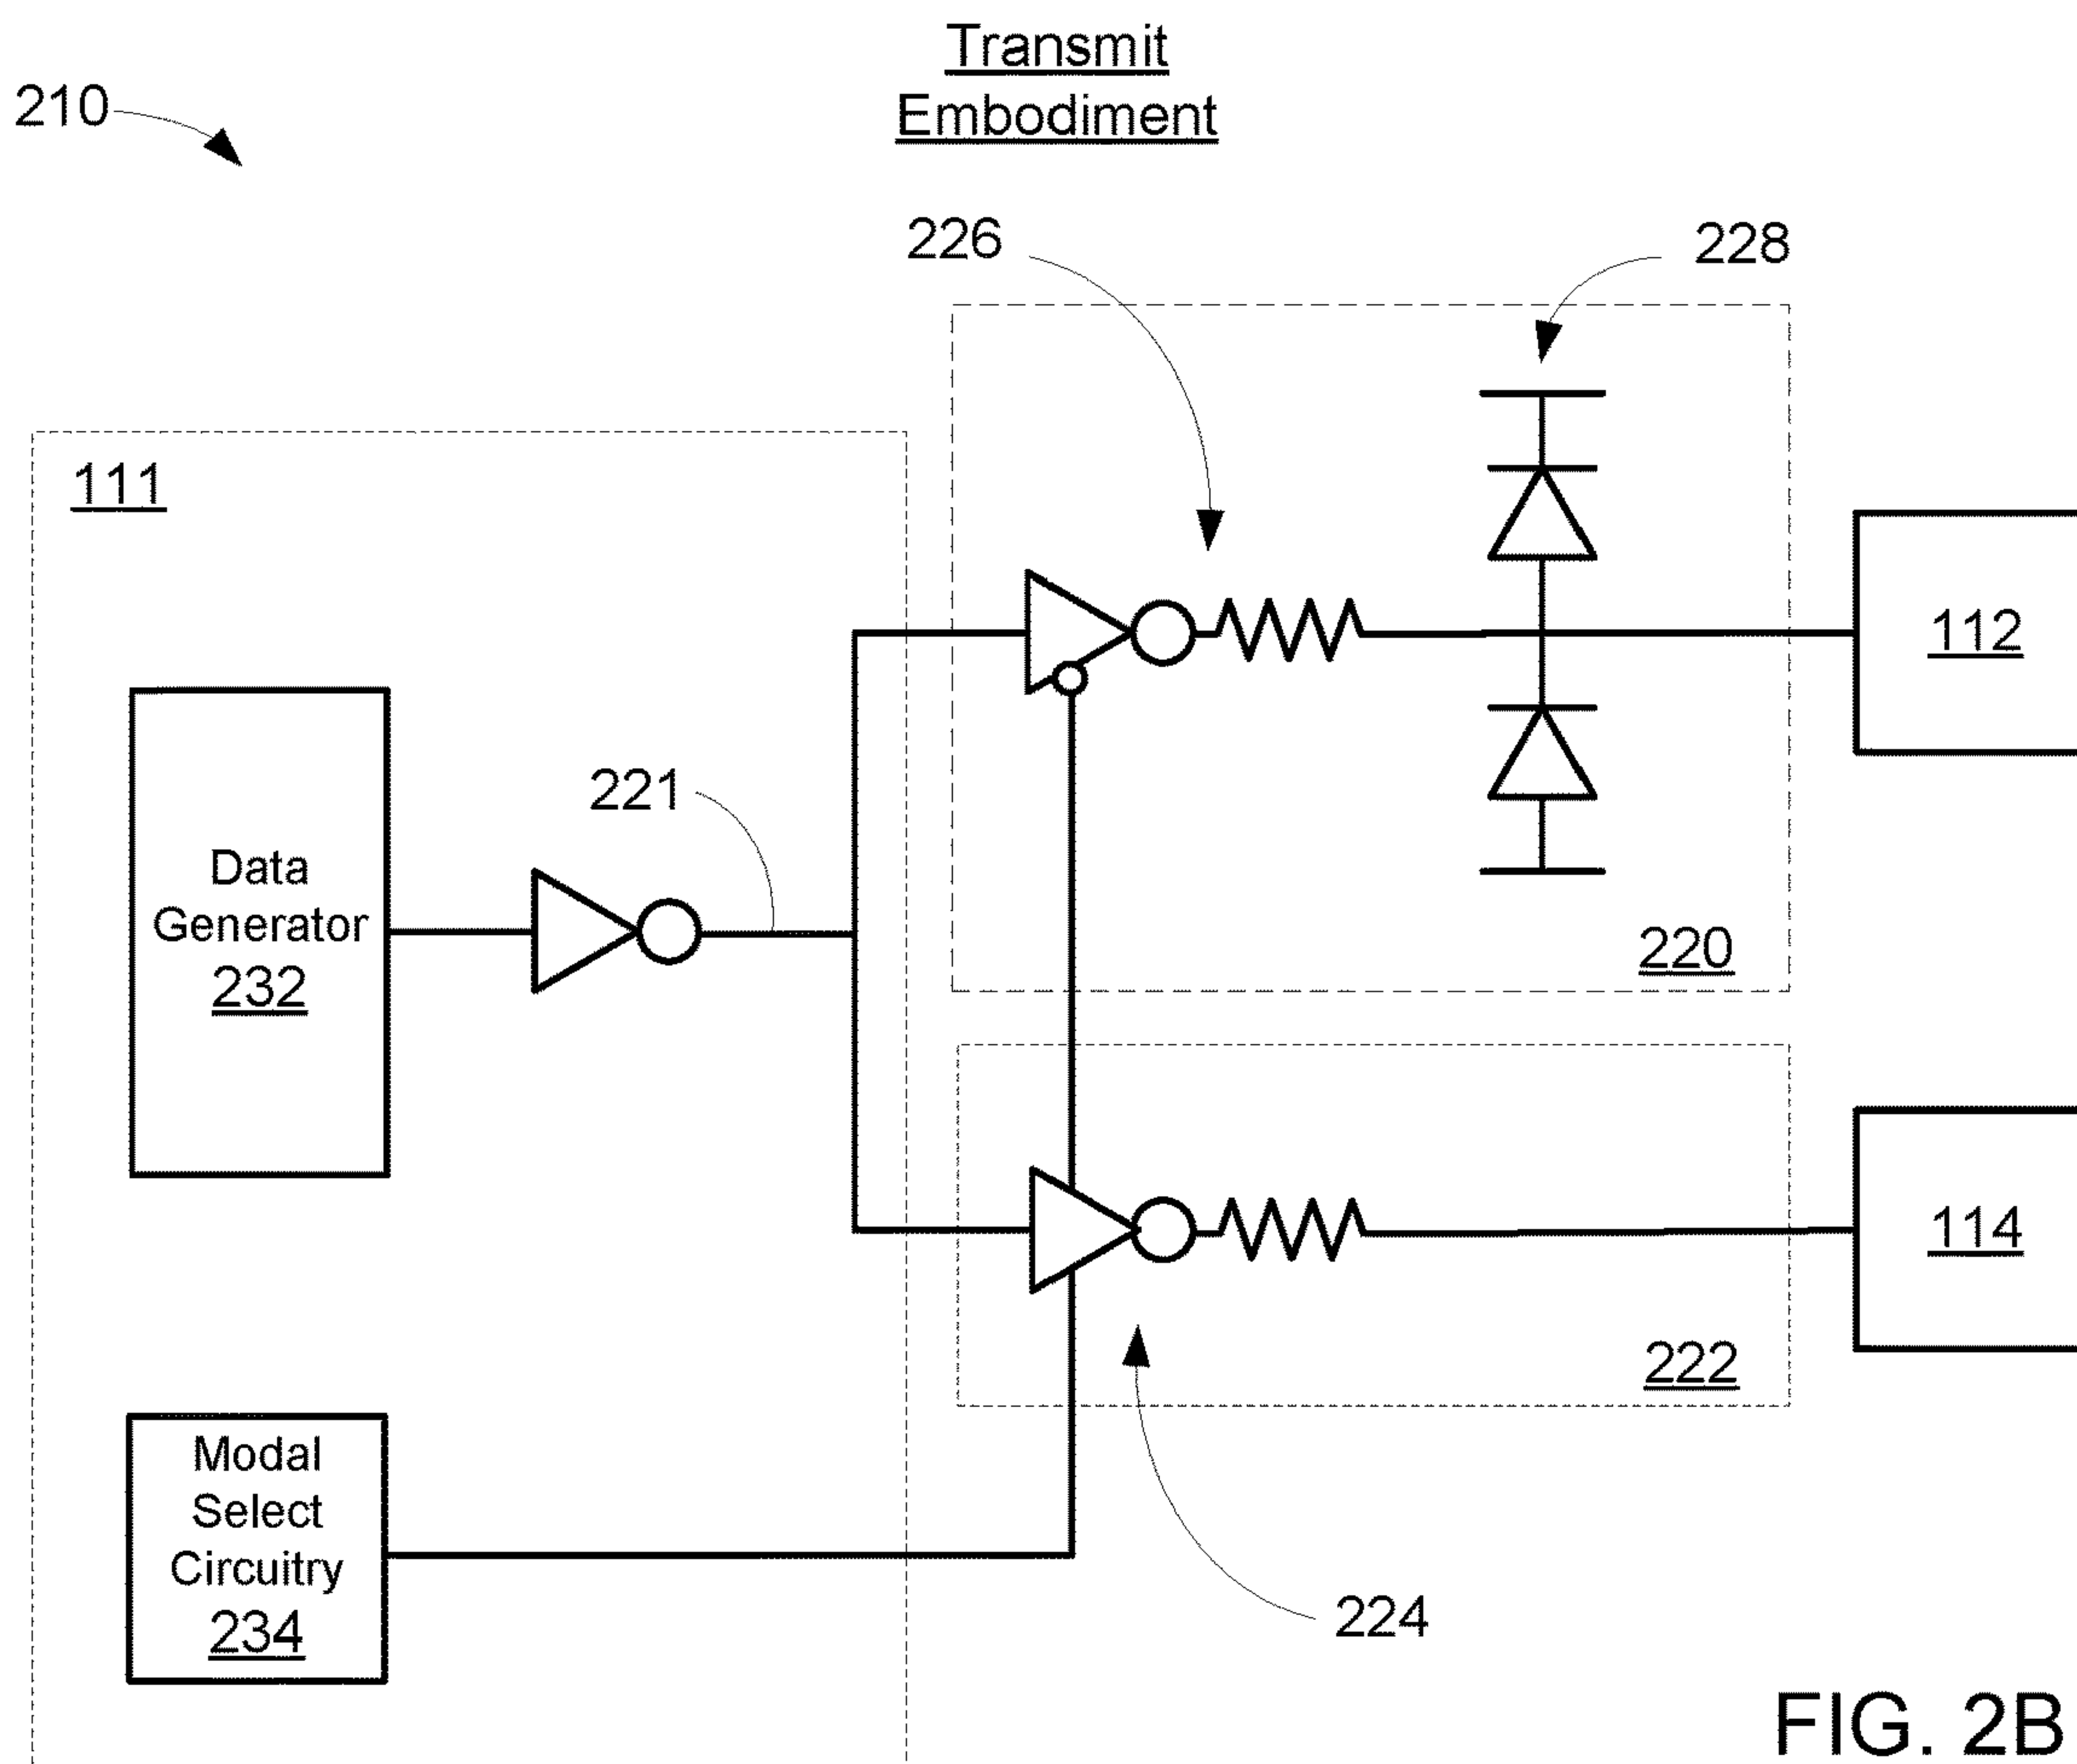 Transmit
Embodiment
210
226
228
111
112
221
Data
Generator
232
220
114
222
Modal
Select
Circuitry
234
224
FIG. 2B